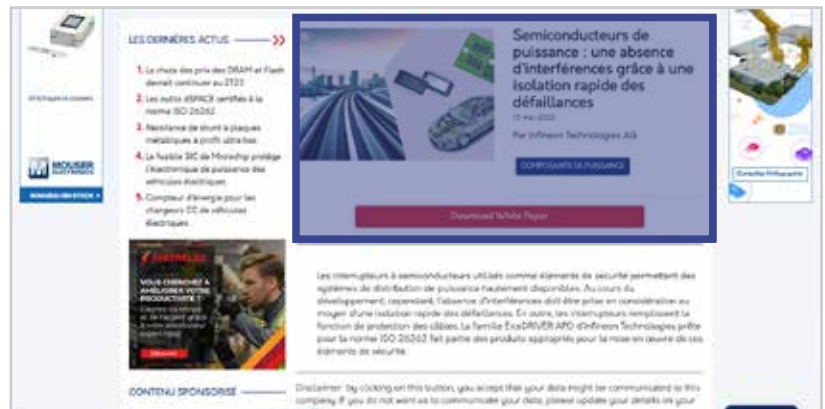 LES DERNIÈRES ACTUS
1. La chute des prix des DRAM et Flash
devrait continuer au 2T23
2. Les outils dSPACE certifiés à la
norme ISO 26262
3. Résistance de shunt à plaques
métalliques à profil ultra bas
4. Le fusible SIC de Microchip protège
l'électronique de puissance des
véhicules électriques
5. Compteur d'énergie pour les
chargeurs CC de véhicules
électriques
MOUSER
ELECTRONICS
VOUS CHERCHEZ À
AMÉLIORER VOTRE
PRODUCTIVITÉ ?
CONTENU SPONSORISÉ
Semiconducteurs de
puissance : une absence
d'interférences grâce à une
isolation rapide des
défaillances
Par Infineon Technologies AG
COMPOSANTS DE PUISSANCE
Download White Paper
Les interrupteurs à semiconducteurs utilisés comme éléments de sécurité permettent des
systèmes de distribution de puissance hautement disponibles. Au cours du
développement, cependant, l'absence d'interférences doit être prise en considération au
moyen d'une isolation rapide des défaillances. En outre, les interrupteurs remplissent la
fonction de protection des câbles. La famille d'Infineon Technologies prête
pour la norme ISO 26262 fait partie des produits appropriés pour la mise en œuvre de ces
éléments de sécurité.
Disclaimer: by clicking on this button, you accept that your data might be communicated to this
company. If you do not want us to communicate your data, please update your details on your